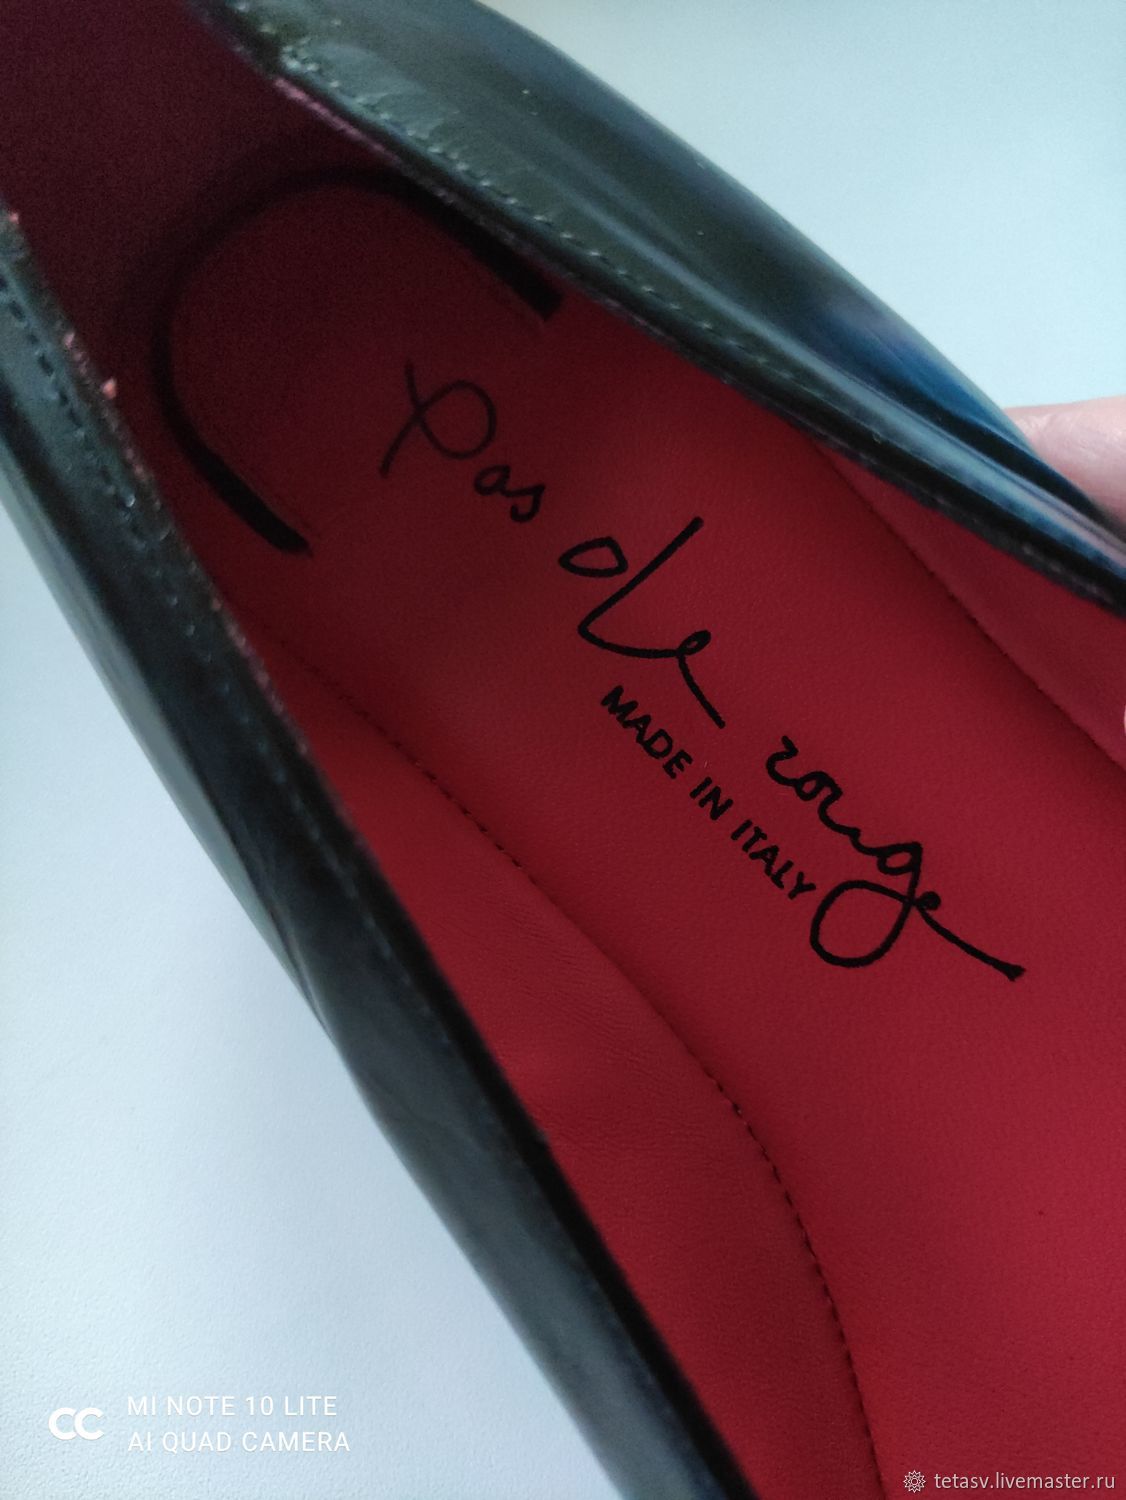 Pas de rouge
MADE IN ITALY
MI NOTE 10 LITE
AI QUAD CAMERA
tetasv.livemaster.ru